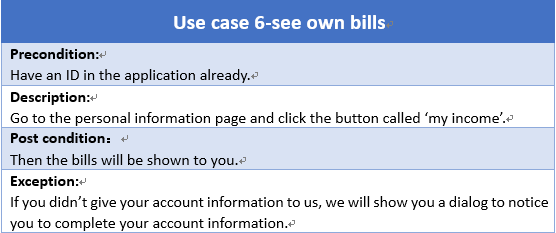 Use case 6-see own bills
Precondition:
Have an ID in the application already.
Description:
Go to the personal information page and click the button called ‘my income’.
Post condition：
Then the bills will be shown to you.
Exception:
If you didn’t give your account information to us, we will show you a dialog to notice
you to complete your account information.